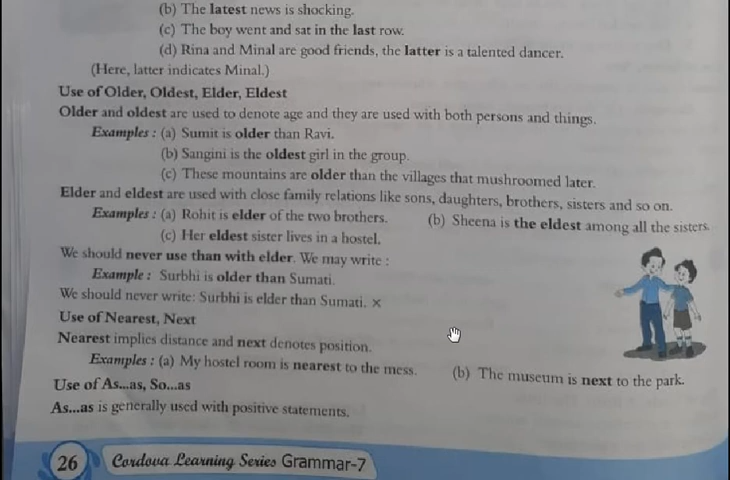 (b) The latest news is shocking.
(c) The boy went and sat in the last row.
(d) Rina and Minal are good friends, the latter is a talented dancer.
(Here, latter indicates Minal.)
Use of Older, Oldest, Elder, Eldest
Older and oldest are used to denote age and they are used with both persons and things.
Examples : (a) Sumit is older than Ravi.
(b) Sangini is the oldest girl in the group.
(c) These mountains are older than the villages that mushroomed later.
Elder and eldest are used with close family relations like sons, daughters, brothers, sisters and so on.
Examples : (a) Rohit is elder of the two brothers. (b) Sheena is the eldest among all the sisters.
(c) Her eldest sister lives in a hostel.
We should never use than with elder. We may write :
Example : Surbhi is older than Sumati.
We should never write: Surbhi is elder than Sumati. ×
Use of Nearest, Next
Nearest implies distance and next denotes position.
Examples : (a) My hostel room is nearest to the mess. (b) The museum is next to the park.
Use of As...as, So...as
As...as is generally used with positive statements.
26 Cordova Learning Series Grammar-7